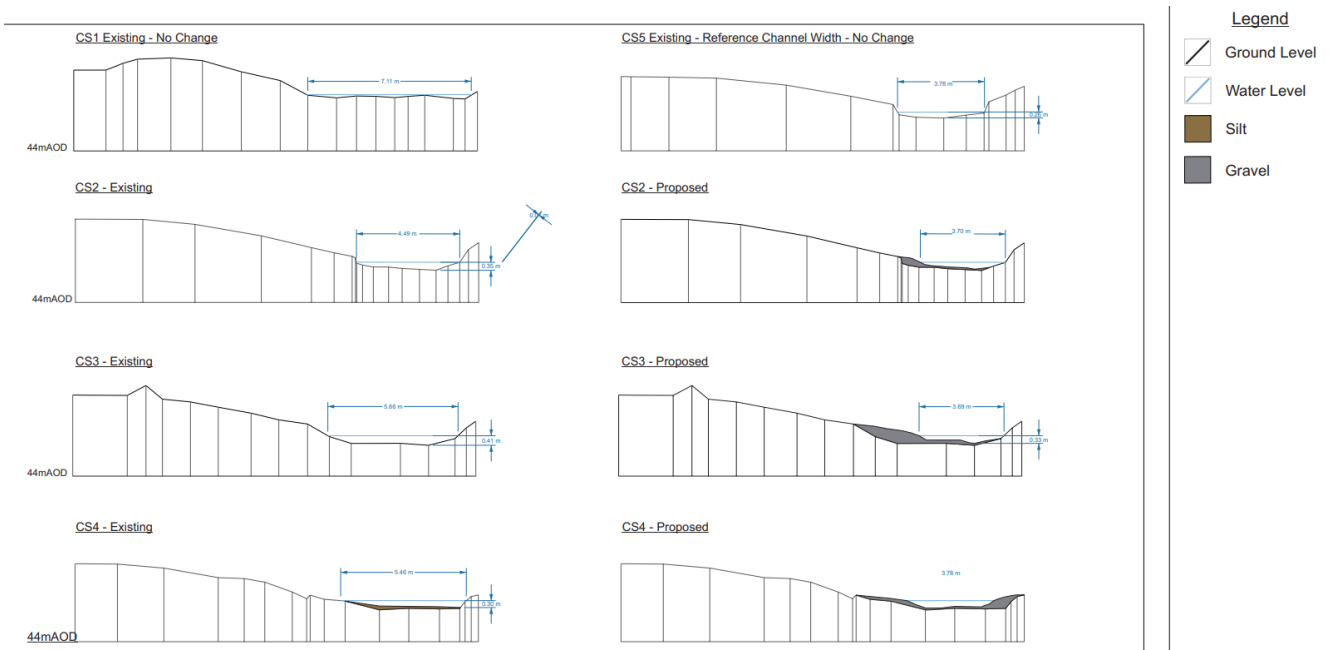 CS1 Existing - No Change
7.11 m
44mAOD
CS5 Existing - Reference Channel Width - No Change
3.78 m
CS2 - Existing
4.49 m
0.35 m
44mAOD
CS2 - Proposed
3.70 m
CS3 - Existing
5.66 m
0.41 m
44mAOD
CS3 - Proposed
3.69 m
0.33 m
CS4 - Existing
5.46 m
0.30 m
44mAOD
CS4 - Proposed
3.78 m
Legend
Ground Level
Water Level
Silt
Gravel